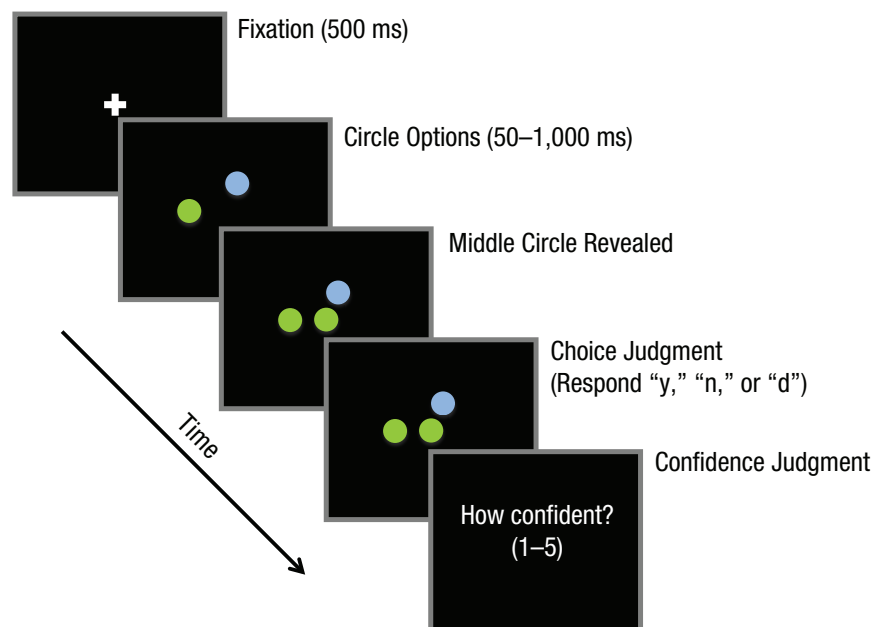 Fixation (500 ms)
Circle Options (50–1,000 ms)
Middle Circle Revealed
Choice Judgment
(Respond “y,” “n,” or “d”)
Time
Confidence Judgment
How confident?
(1–5)